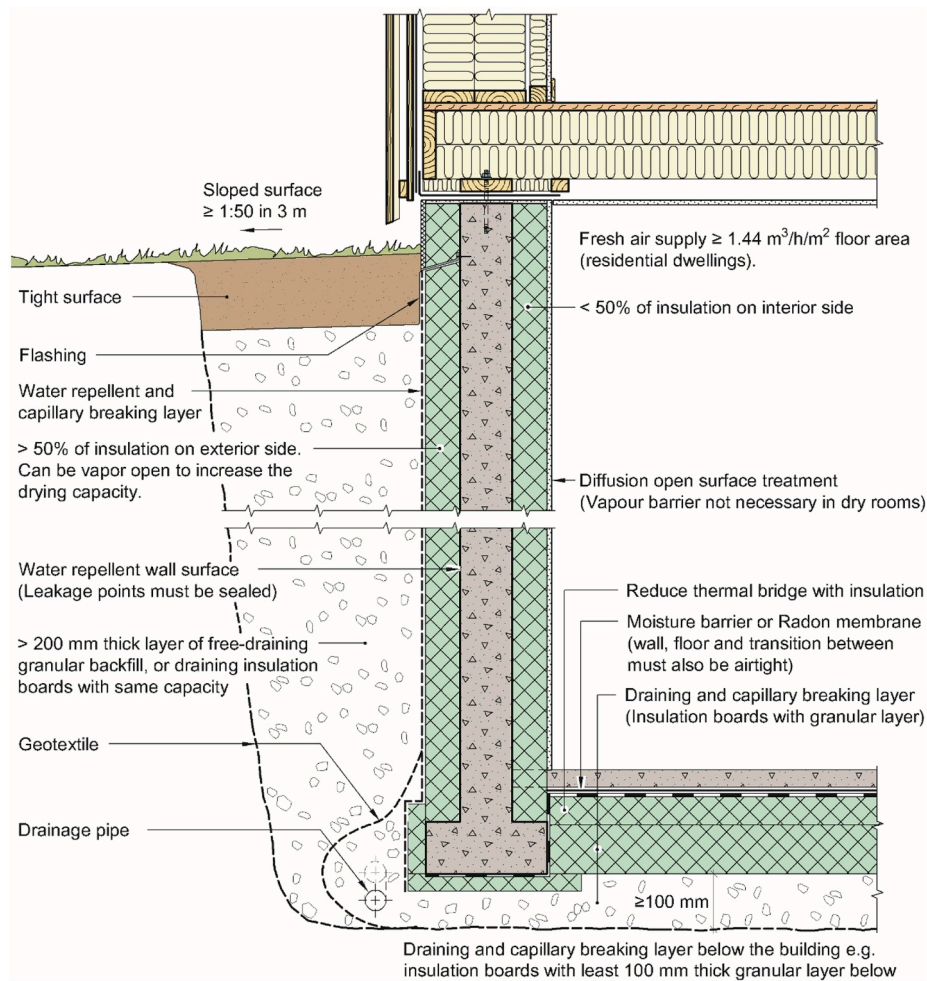 Sloped surface
≥ 1:50 in 3 m
Fresh air supply ≥ 1.44 m³/h/m² floor area
(residential dwellings).
Tight surface
< 50% of insulation on interior side
Flashing
Water repellent and
capillary breaking layer
> 50% of insulation on exterior side.
Can be vapor open to increase the
drying capacity.
Diffusion open surface treatment
(Vapour barrier not necessary in dry rooms)
Water repellent wall surface
(Leakage points must be sealed)
Reduce thermal bridge with insulation
Moisture barrier or Radon membrane
(wall, floor and transition between
must also be airtight)
> 200 mm thick layer of free-draining
granular backfill, or draining insulation
boards with same capacity
Draining and capillary breaking layer
(Insulation boards with granular layer)
Geotextile
Drainage pipe
≥100 mm
Draining and capillary breaking layer below the building e.g.
insulation boards with least 100 mm thick granular layer below